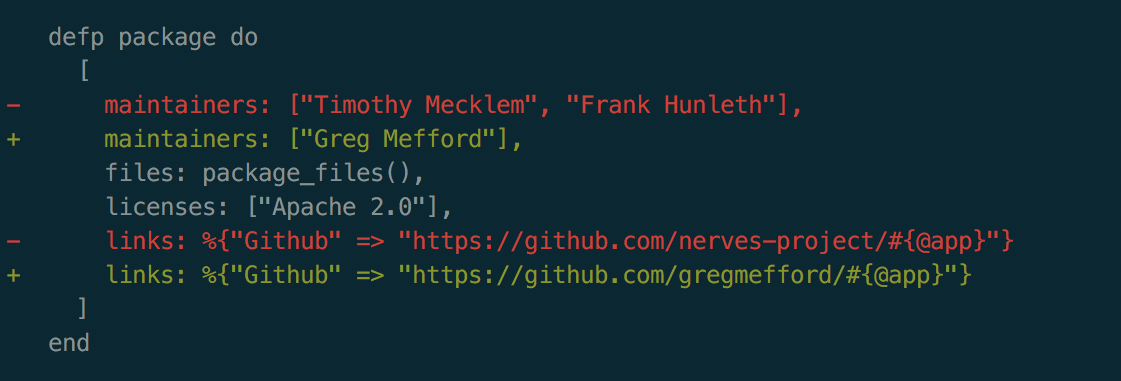 defp package do
[
- maintainers: ["Timothy Mecklem", "Frank Hunleth"],
+ maintainers: ["Greg Mefford"],
files: package_files(),
licenses: ["Apache 2.0"],
- links: %{"Github" => "https://github.com/nerves-project/#{@app}"}
+ links: %{"Github" => "https://github.com/gregmefford/#{@app}"}
]
end